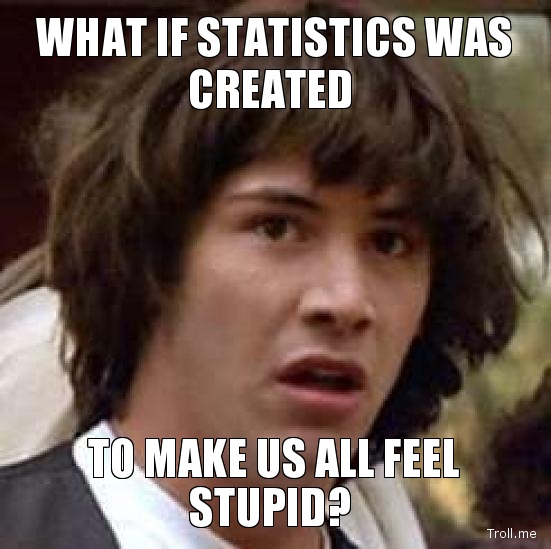 WHAT IF STATISTICS WAS
CREATED
TO MAKE US ALL FEEL
STUPID?
Troll.me